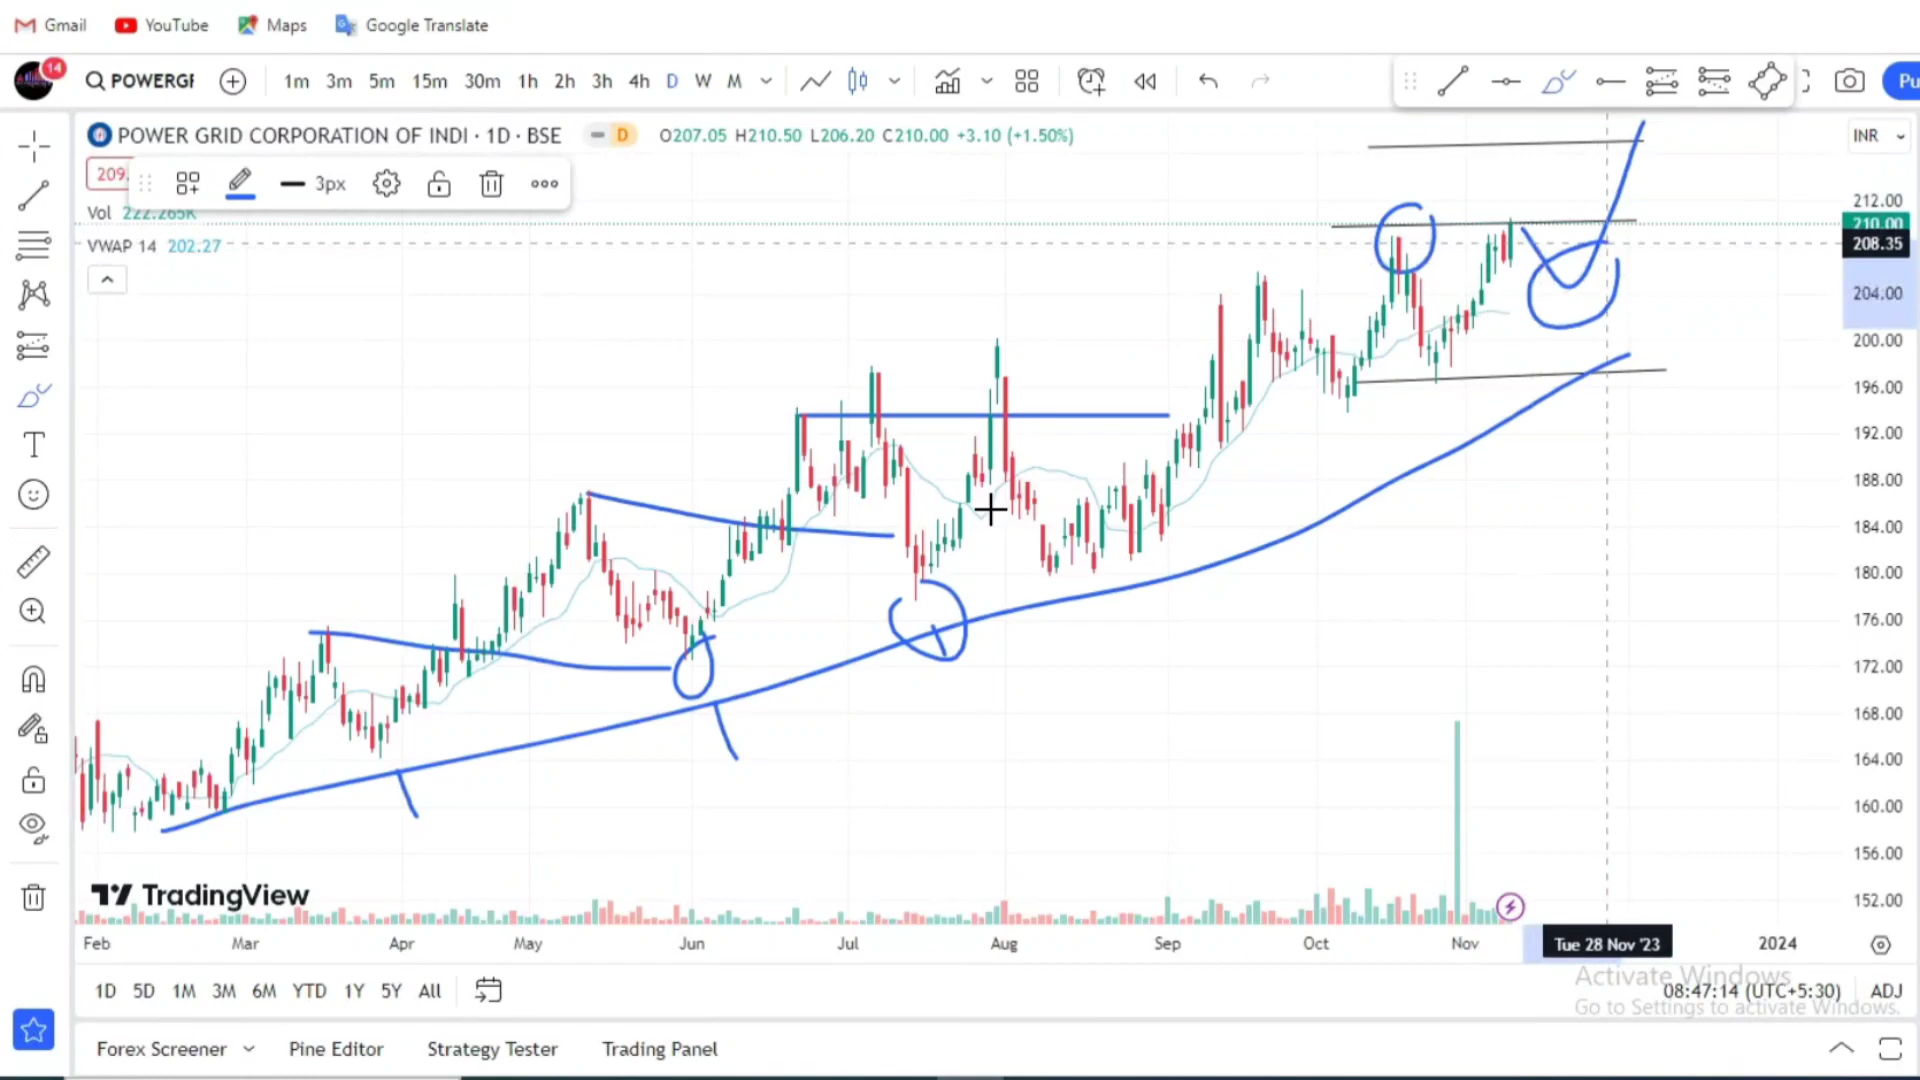 Gmail YouTube Maps Google Translate
14
POWERGF 1m 3m 5m 15m 30m 1h 2h 3h 4h D W M Pu
POWER GRID CORPORATION OF INDI · 1D · BSE D O207.05 H210.50 L206.20 C210.00 +3.10 (+1.50%) INR
209. 3px
Vol 222.265K
VWAP 14 202.27
212.00
210.00
208.35
204.00
200.00
196.00
192.00
188.00
184.00
180.00
176.00
172.00
168.00
164.00
160.00
156.00
152.00
TradingView
Feb Mar Apr May Jun Jul Aug Sep Oct Nov Tue 28 Nov '23 2024
Activate Windows
1D 5D 1M 3M 6M YTD 1Y 5Y All 08:47:14 (UTC+5:30) ADJ
Go to Settings to activate Windows.
Forex Screener Pine Editor Strategy Tester Trading Panel